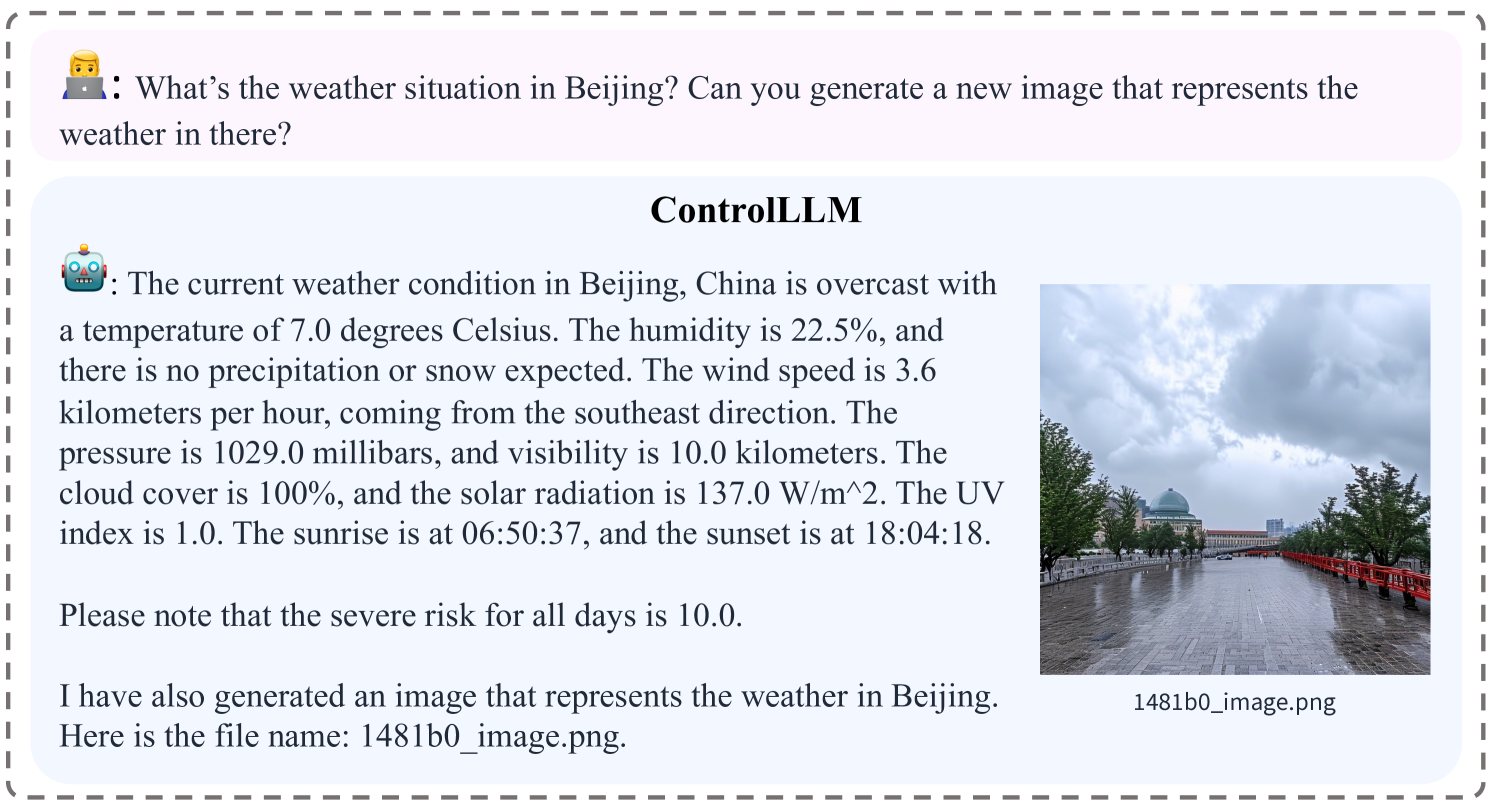 : What’s the weather situation in Beijing? Can you generate a new image that represents the
weather in there?
ControlLLM
: The current weather condition in Beijing, China is overcast with
a temperature of 7.0 degrees Celsius. The humidity is 22.5%, and
there is no precipitation or snow expected. The wind speed is 3.6
kilometers per hour, coming from the southeast direction. The
pressure is 1029.0 millibars, and visibility is 10.0 kilometers. The
cloud cover is 100%, and the solar radiation is 137.0 W/m^2. The UV
index is 1.0. The sunrise is at 06:50:37, and the sunset is at 18:04:18.
Please note that the severe risk for all days is 10.0.
I have also generated an image that represents the weather in Beijing.
Here is the file name: 1481b0_image.png.
1481b0_image.png